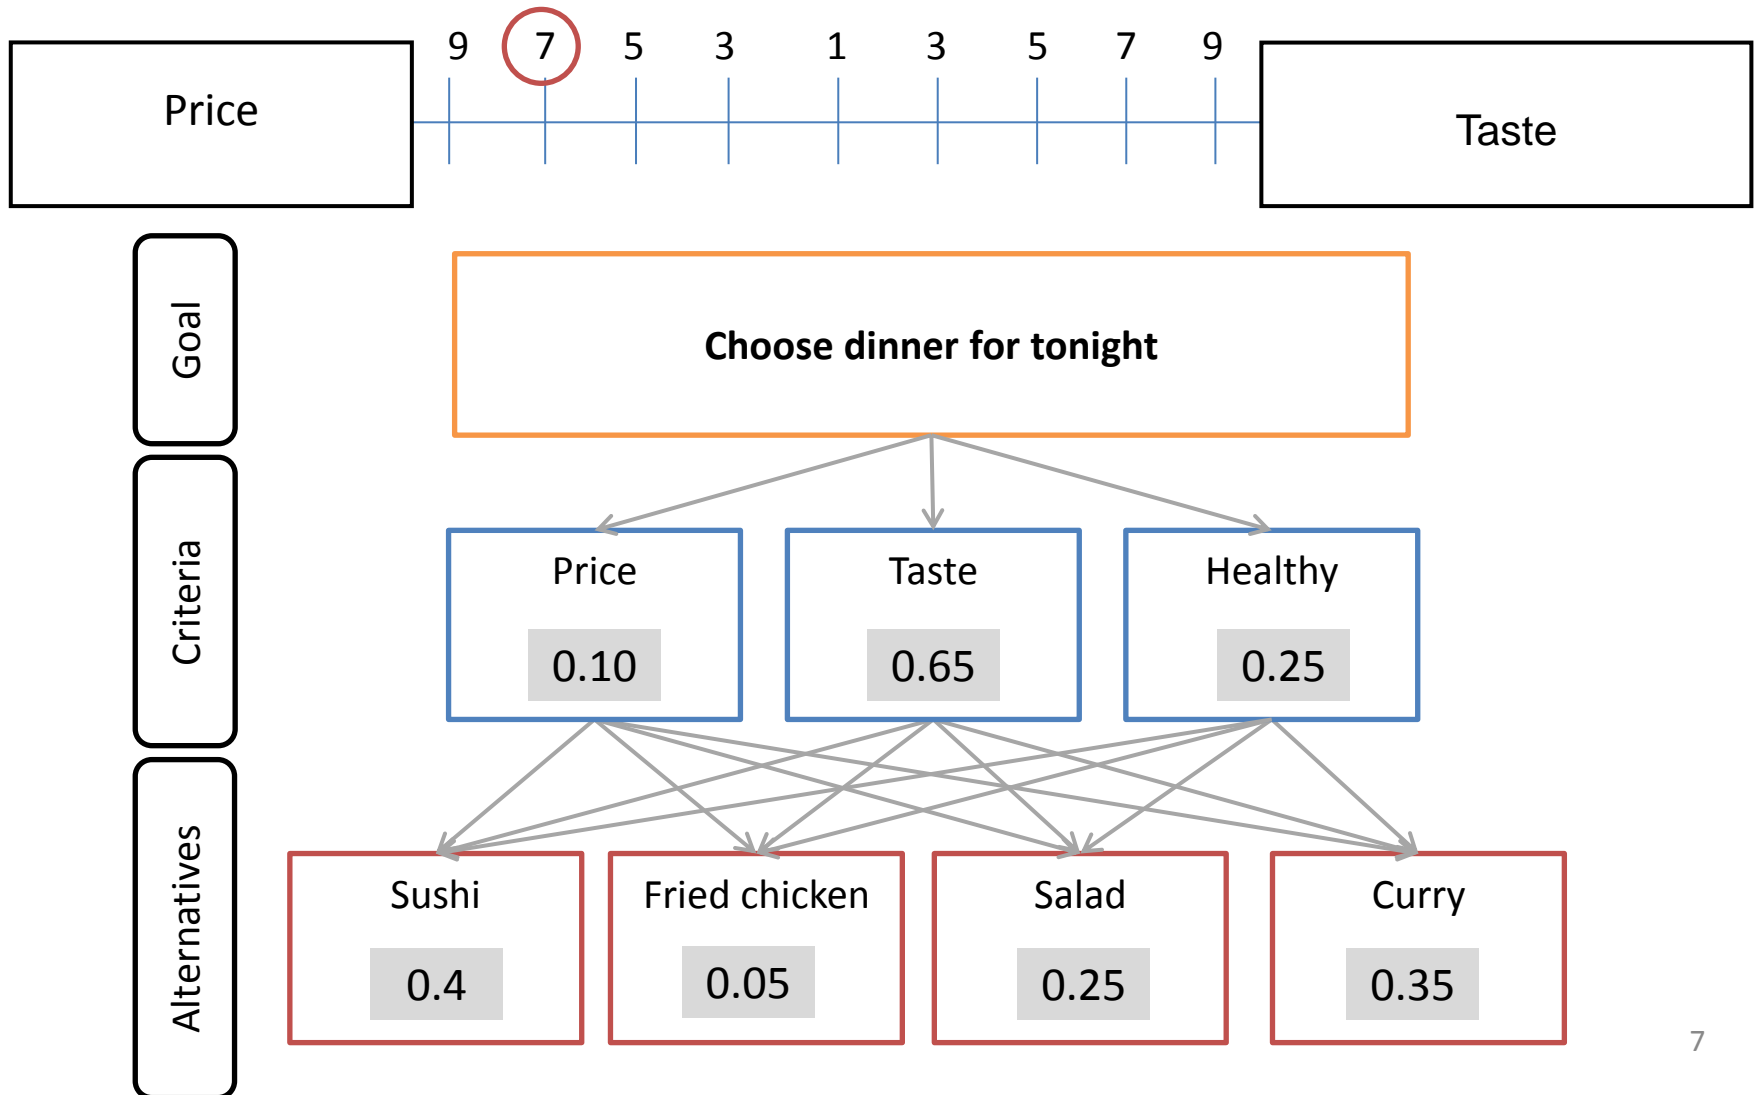 9 7 5 3 1 3 5 7 9
Price
Taste
Goal
Choose dinner for tonight
Criteria
Price
Taste
Healthy
0.10
0.65
0.25
Alternatives
Sushi
Fried chicken
Salad
Curry
0.4
0.05
0.25
0.35
7